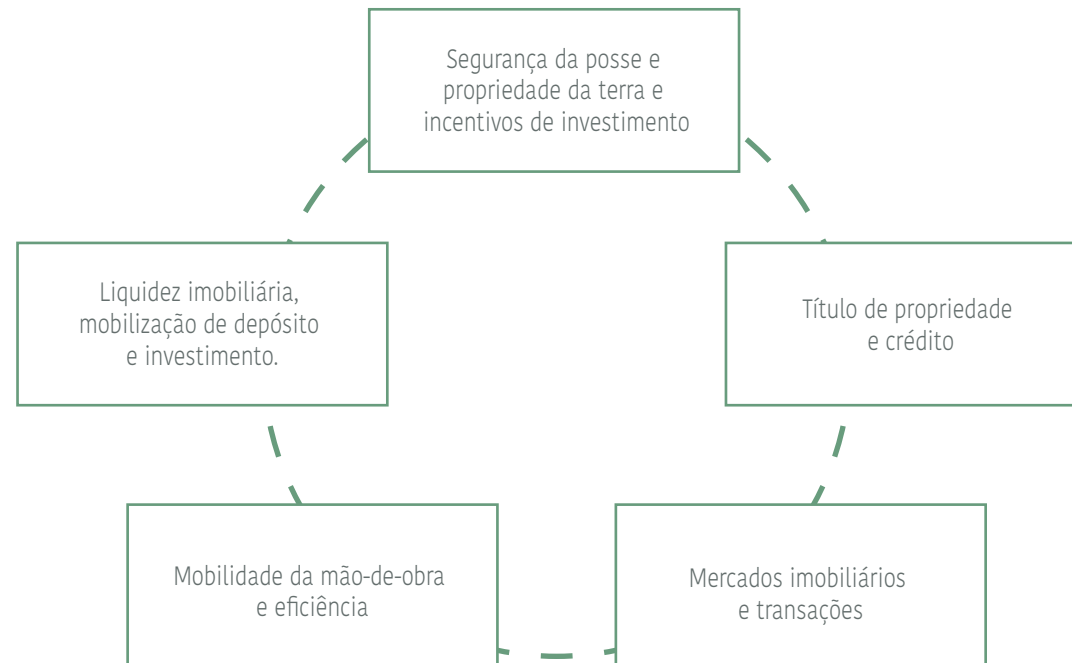 Segurança da posse e
propriedade da terra e
incentivos de investimento
Liquidez imobiliária,
mobilização de depósito
e investimento.
Título de propriedade
e crédito
Mobilidade da mão-de-obra
e eficiência
Mercados imobiliários
e transações